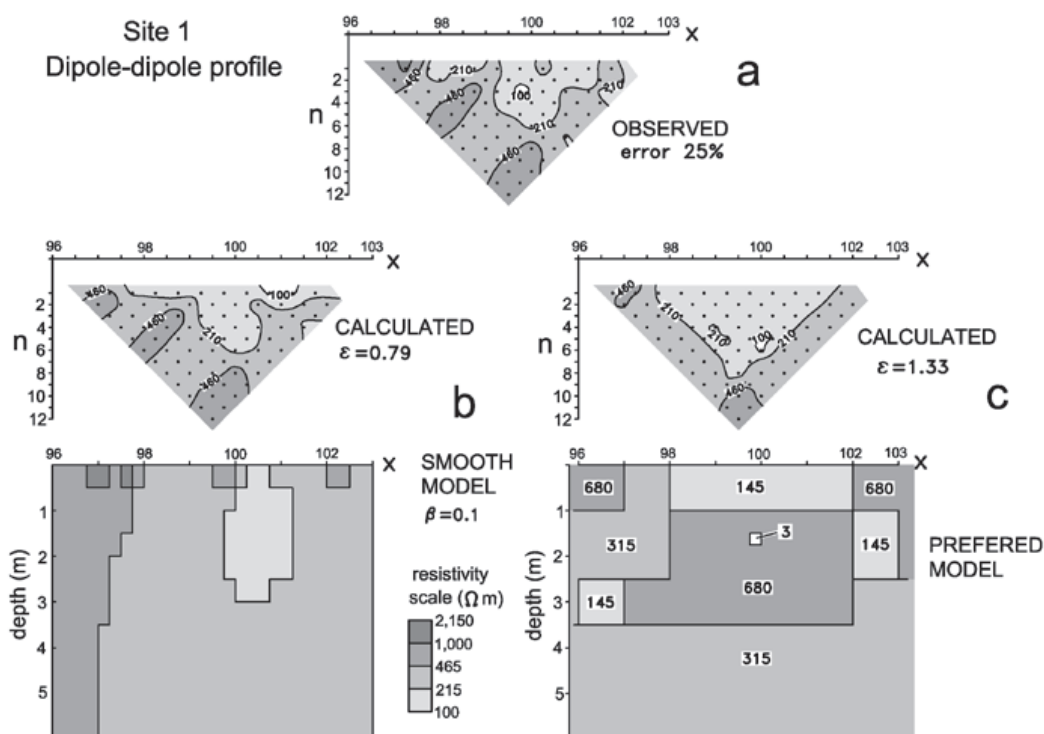 Site 1
Dipole-dipole profile
96 98 100 102 103 x
n
2
4
6
8
10
12
460
210
460
100
210
210
460
a
OBSERVED
error 25%
96 98 100 102 103 x
n
2
4
6
8
10
12
460
100
460
210
460
CALCULATED
ε=0.79
b
96 98 100 102 103 x
n
2
4
6
8
10
12
460
210
210
100
210
460
CALCULATED
ε=1.33
c
96 98 100 102 x
depth (m)
1
2
3
4
5
SMOOTH
MODEL
β=0.1
resistivity
scale (Ωm)
2,150
1,000
465
215
100
96 98 100 102 103 x
depth (m)
1
2
3
4
5
680 145 680
3
315 145
680
145
315
PREFERED
MODEL